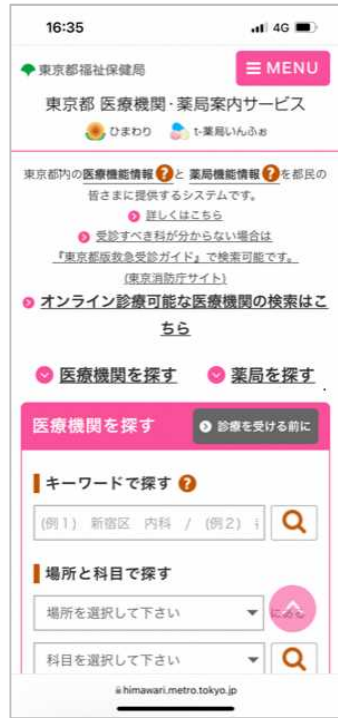 16:35
4G
東京都福祉保健局
MENU
東京都 医療機関・薬局案内サービス
ひまわり t-薬局いんふぉ
東京都内の医療機能情報?と 薬局機能情報?を都民の
皆さまに提供するシステムです。
詳しくはこちら
受診すべき科が分からない場合は
『東京都版救急受診ガイド』で検索可能です。
(東京消防庁サイト)
オンライン診療可能な医療機関の検索はこ
ちら
医療機関を探す 薬局を探す
医療機関を探す 診療を受ける前に
キーワードで探す ?
(例1) 新宿区 内科 / (例2)
場所と科目で探す
場所を選択して下さい
科目を選択して下さい
himawari.metro.tokyo.jp